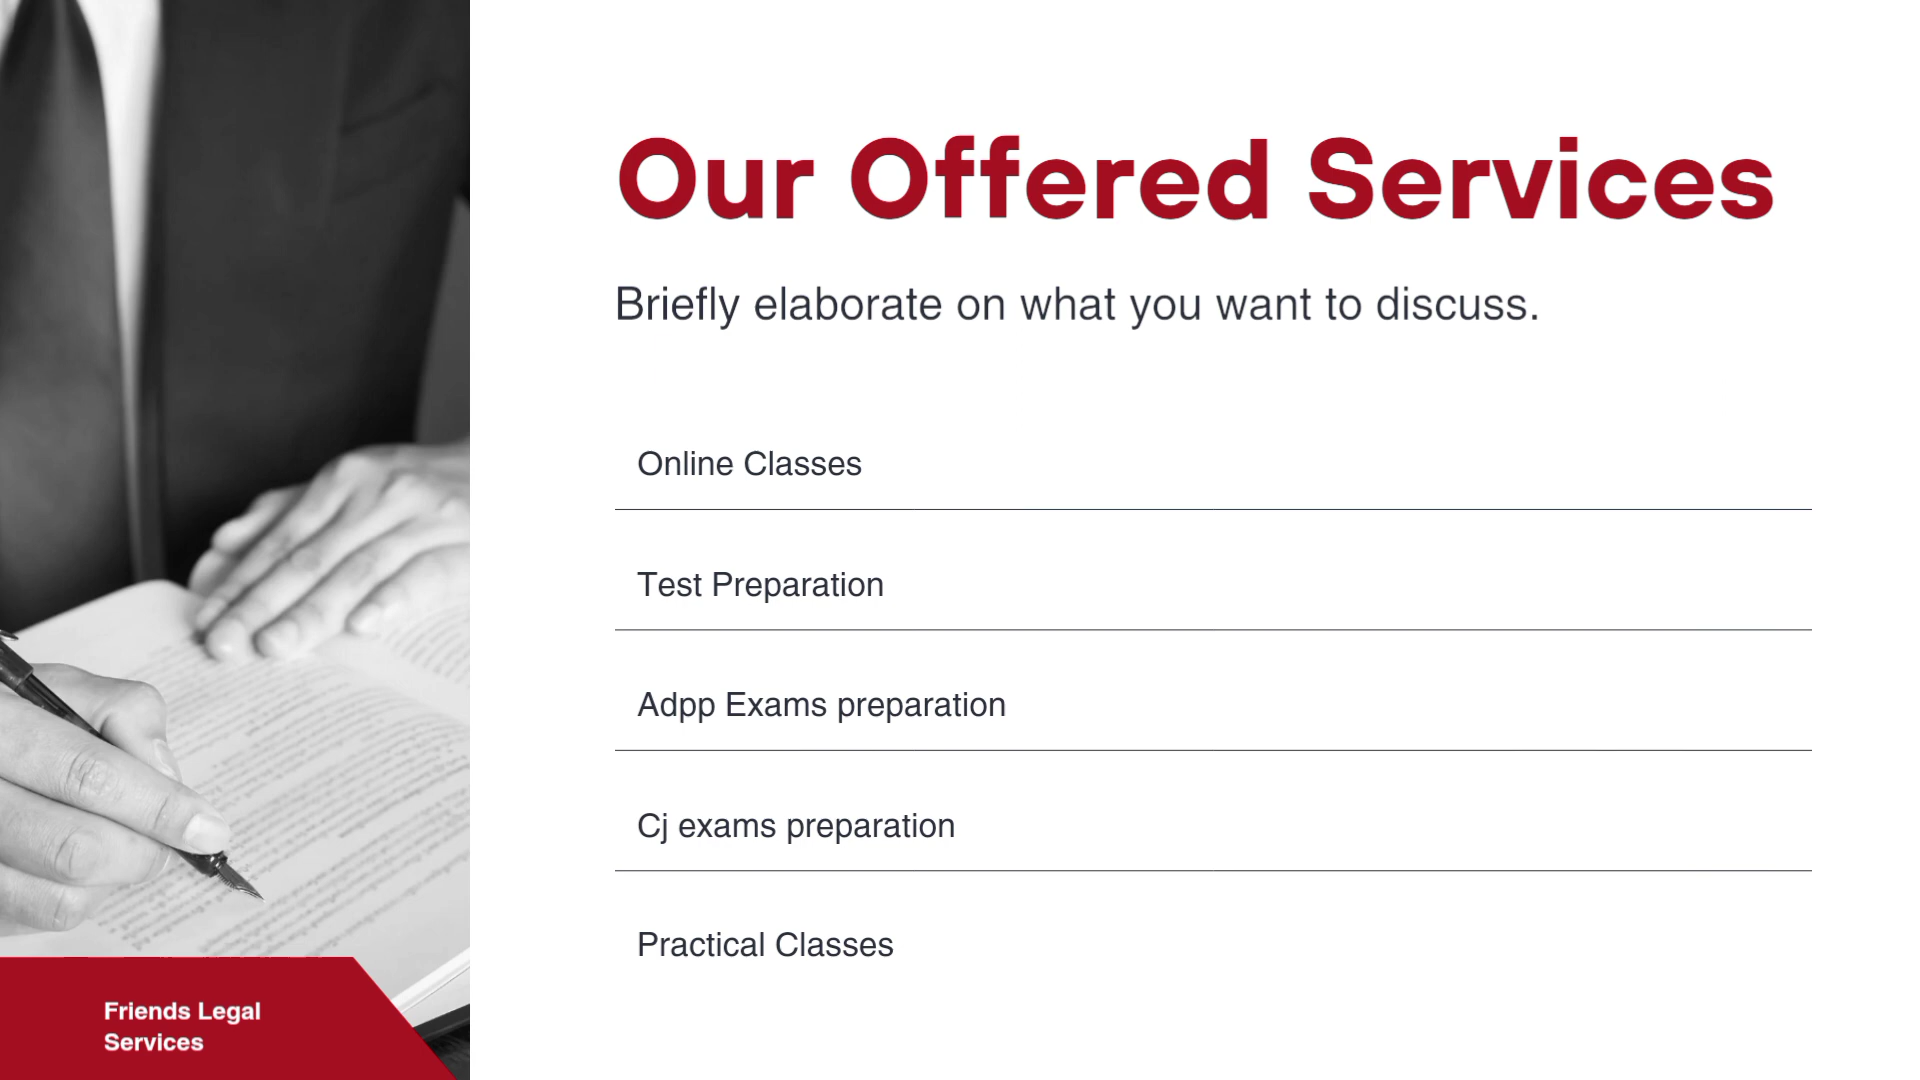 Our Offered Services
Briefly elaborate on what you want to discuss.
Online Classes
Test Preparation
Adpp Exams preparation
Cj exams preparation
Practical Classes
Friends Legal
Services